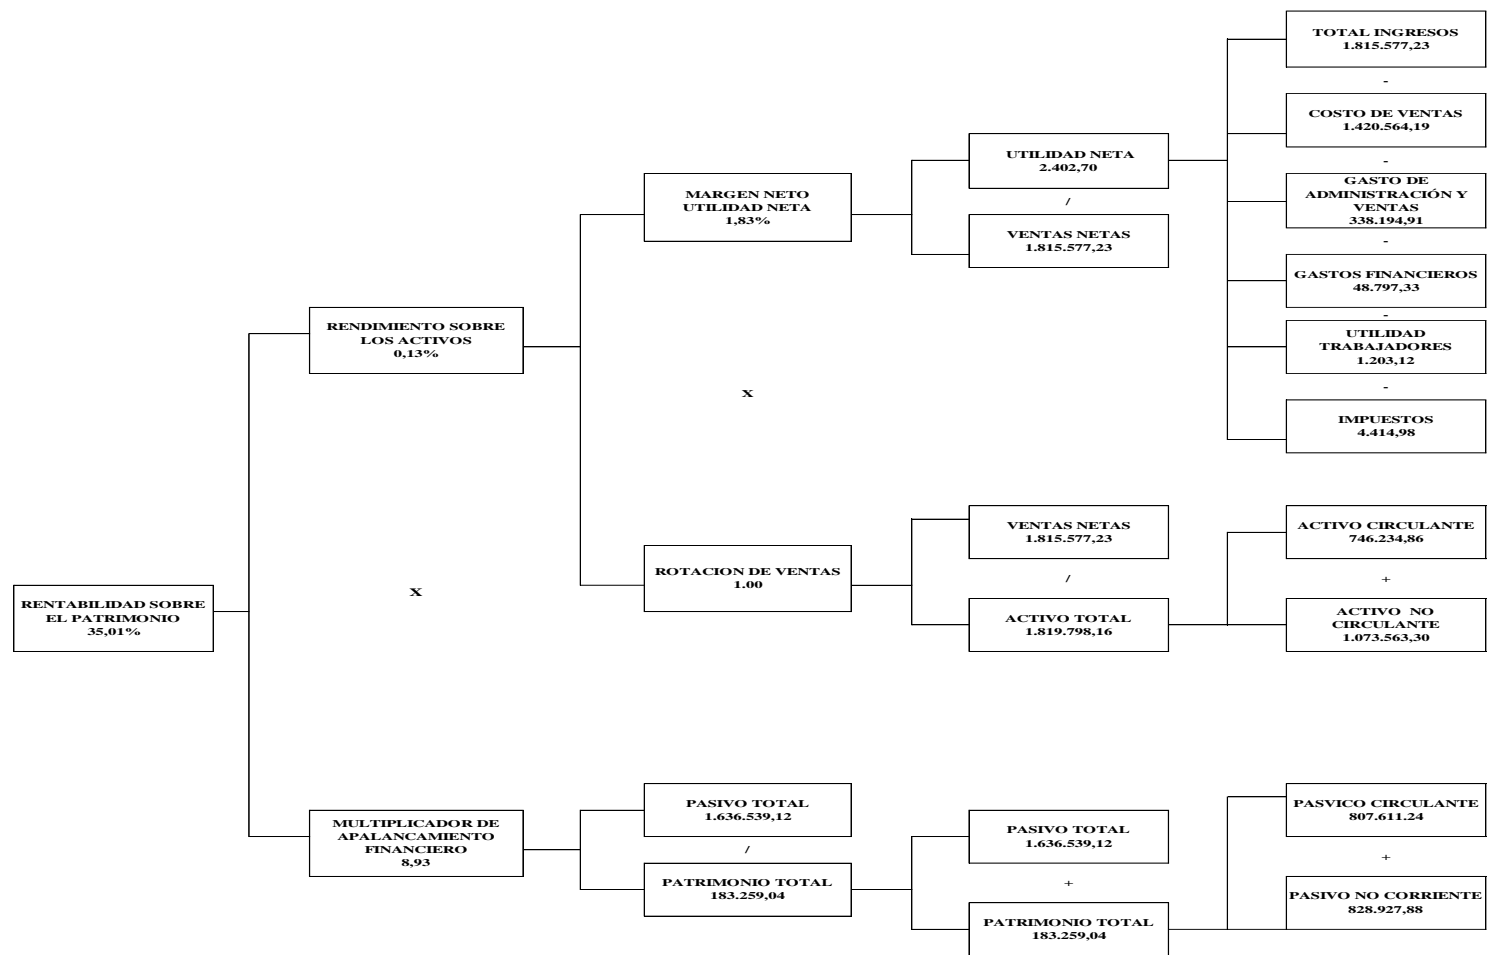 TOTAL INGRESOS
1.815.577,23
-
COSTO DE VENTAS
1.420.564,19
-
GASTO DE
ADMINISTRACIÓN Y
VENTAS
338.194,91
-
GASTOS FINANCIEROS
48.797,33
-
UTILIDAD
TRABAJADORES
1.203,12
-
IMPUESTOS
4.414,98
UTILIDAD NETA
2.402,70
/
VENTAS NETAS
1.815.577,23
MARGEN NETO
UTILIDAD NETA
1,83%
RENDIMIENTO SOBRE
LOS ACTIVOS
0,13%
X
VENTAS NETAS
1.815.577,23
/
ACTIVO TOTAL
1.819.798,16
ACTIVO CIRCULANTE
746.234,86
+
ACTIVO NO
CIRCULANTE
1.073.563,30
ROTACION DE VENTAS
1.00
X
RENTABILIDAD SOBRE
EL PATRIMONIO
35,01%
MULTIPLICADOR DE
APALANCAMIENTO
FINANCIERO
8,93
PASIVO TOTAL
1.636.539,12
/
PATRIMONIO TOTAL
183.259,04
PASIVO TOTAL
1.636.539,12
+
PATRIMONIO TOTAL
183.259,04
PASVICO CIRCULANTE
807.611.24
+
PASIVO NO CORRIENTE
828.927,88